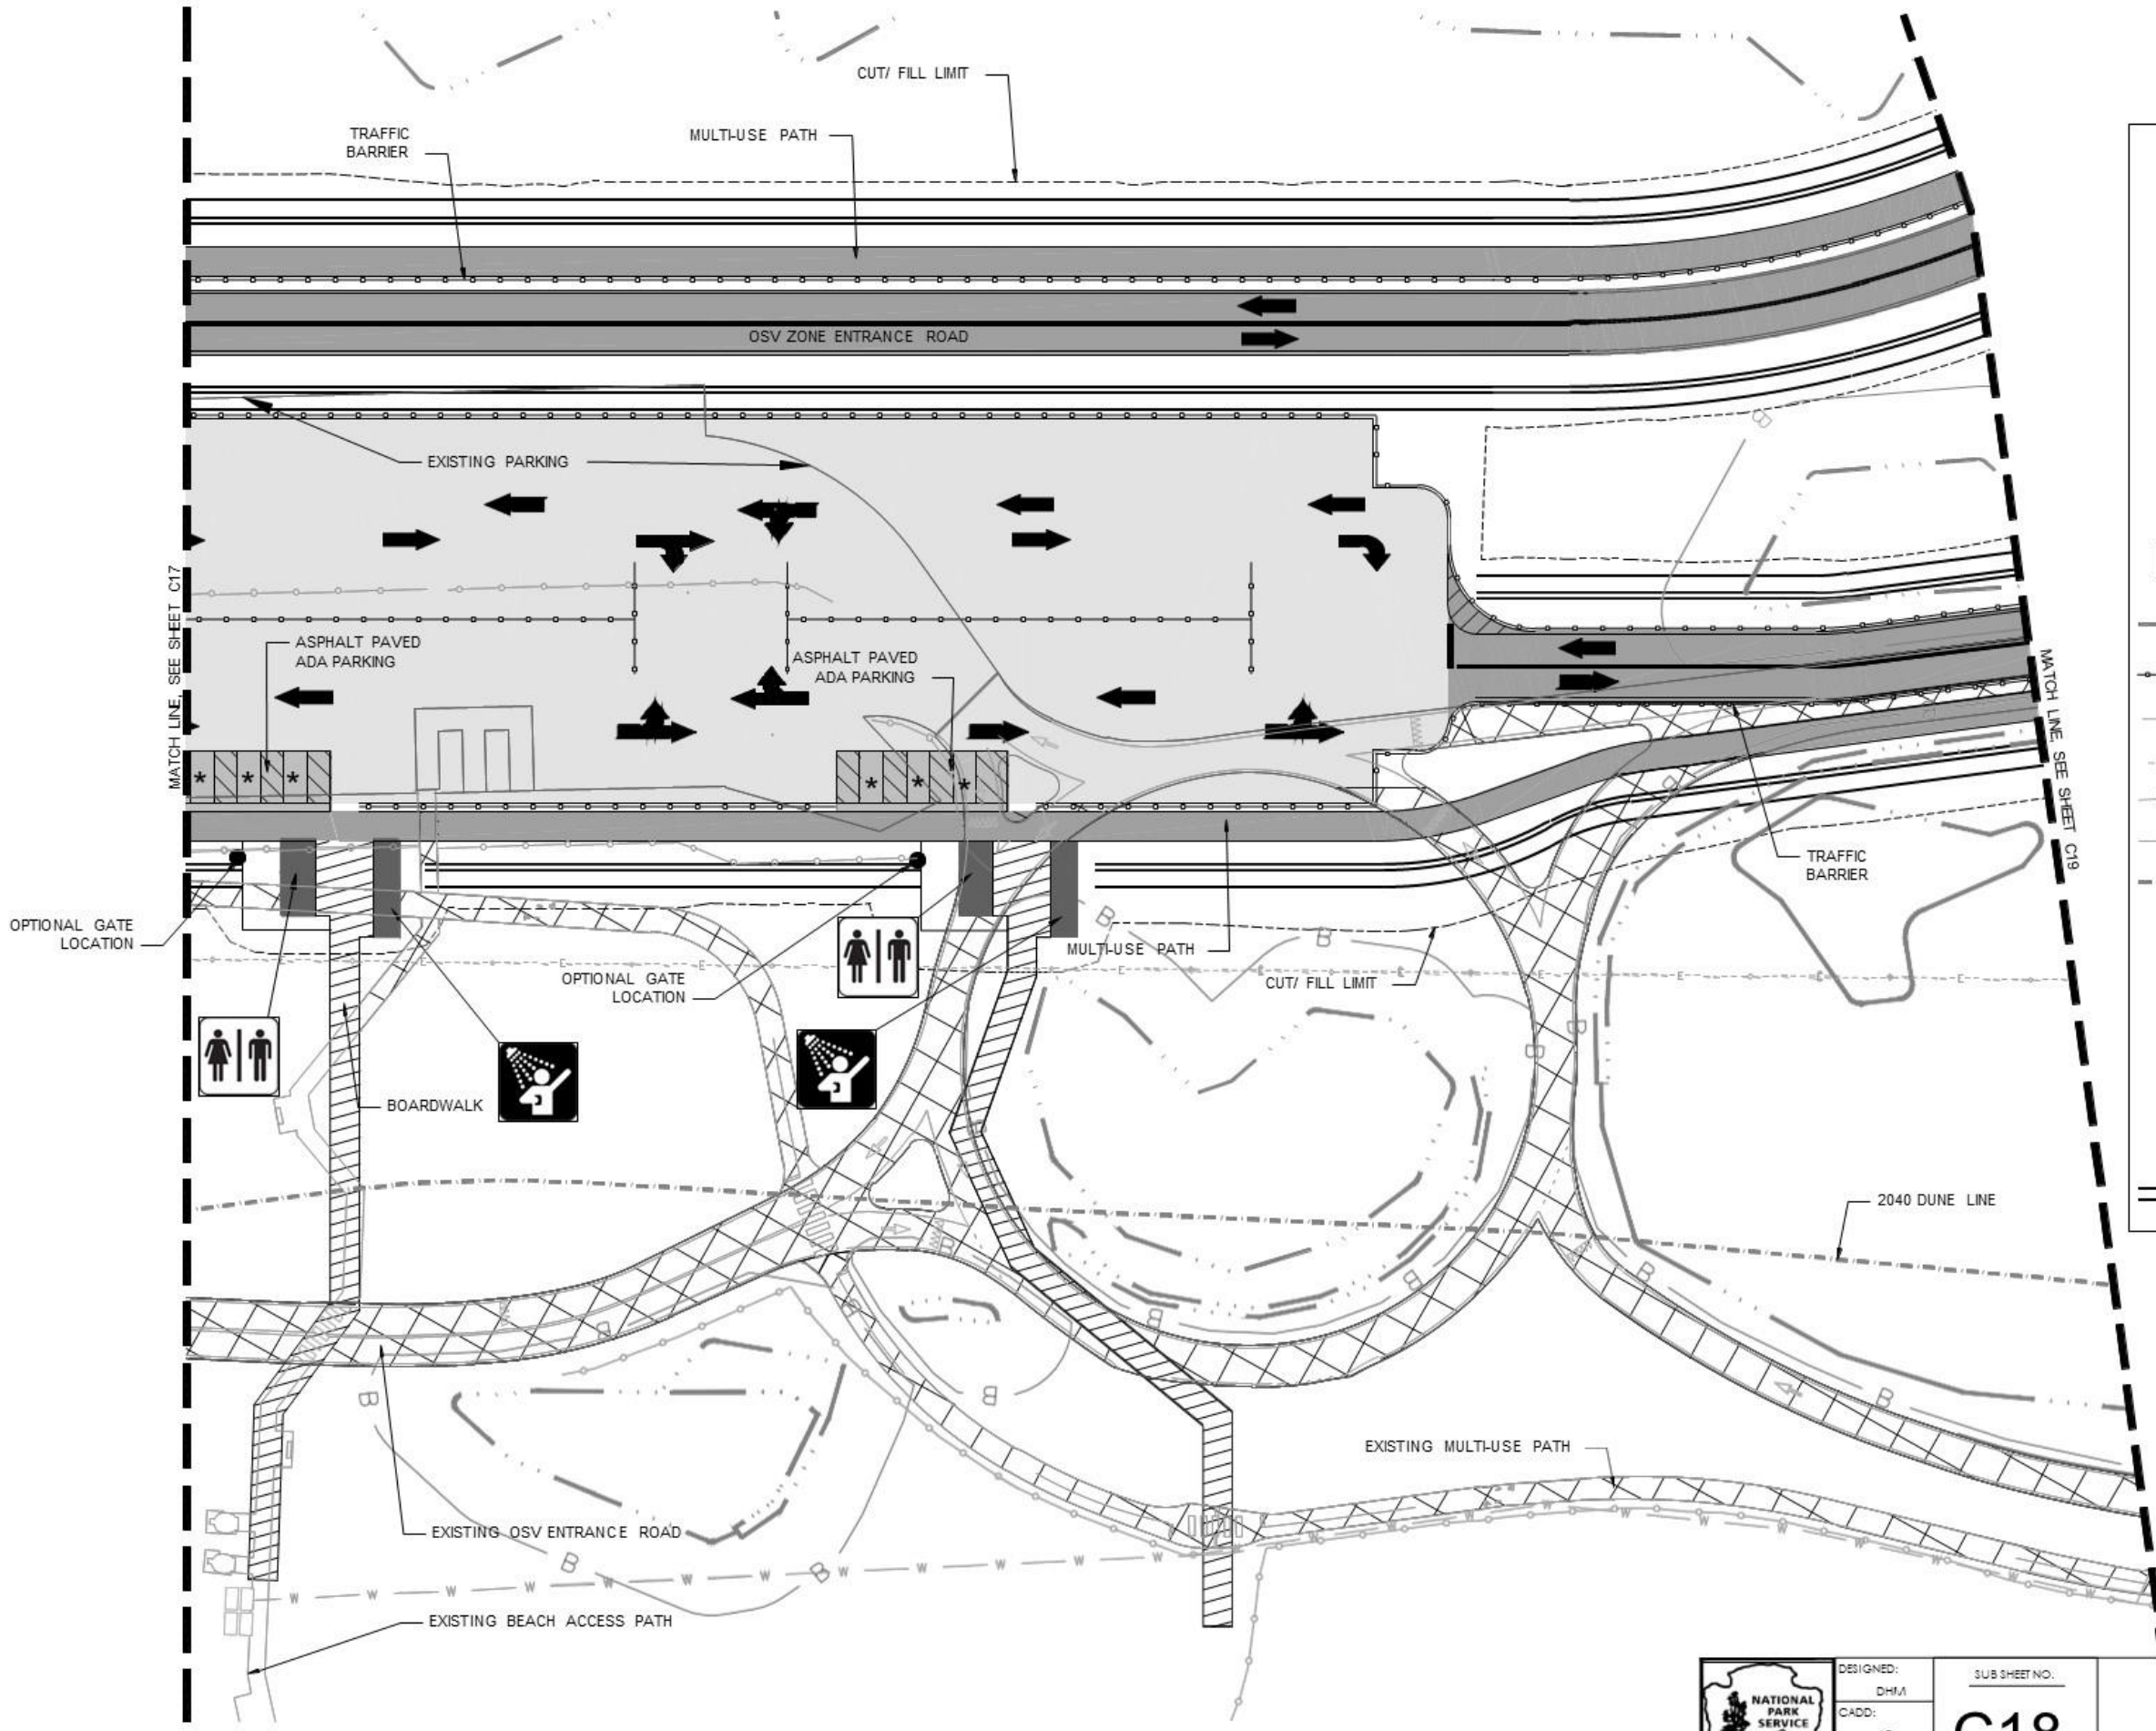 CUT/ FILL LIMIT
TRAFFIC
BARRIER
MULTI-USE PATH
OSV ZONE ENTRANCE ROAD
EXISTING PARKING
MATCH LINE, SEE SHEET C17
ASPHALT PAVED
ADA PARKING
ASPHALT PAVED
ADA PARKING
MATCH LINE, SEE SHEET C19
* * *
* * *
TRAFFIC
BARRIER
OPTIONAL GATE
LOCATION
B
B
MULTI-USE PATH
OPTIONAL GATE
LOCATION
CUT/ FILL LIMIT
E E E E E E E
BOARDWALK
2040 DUNE LINE
B B B B B B B B B
EXISTING MULTI-USE PATH
EXISTING OSV ENTRANCE ROAD
B B
W W W W W W W W W W W W W W
EXISTING BEACH ACCESS PATH
NATIONAL
PARK
SERVICE
DESIGNED:
DHM
CADD:
SUB SHEET NO.
C18